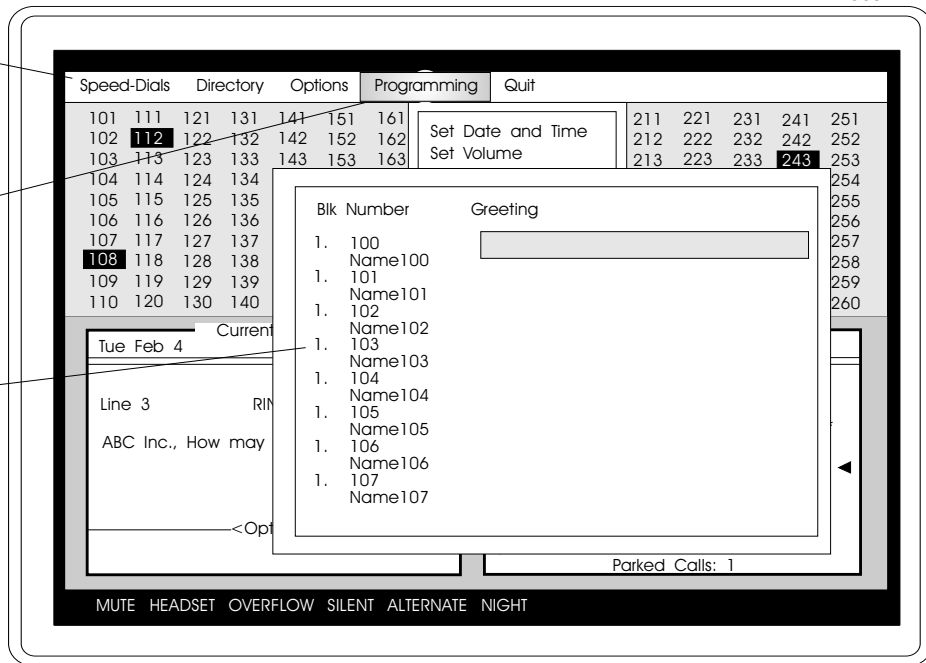 Speed-Dials Directory Options Programming Quit
101 111 121 131 141 151 161 Set Date and Time 211 221 231 241 251
102 112 122 132 142 152 162 Set Volume 212 222 232 242 252
103 113 123 133 143 153 163 213 223 233 243 253
104 114 124 134 254
105 115 125 135 255
106 116 126 136 256
107 117 127 137 257
108 118 128 138 258
109 119 129 139 259
110 120 130 140 260
Blk Number Greeting
1. 100
Name100
1. 101
Name101
1. 102
Name102
1. 103
Name103
1. 104
Name104
1. 105
Name105
1. 106
Name106
1. 107
Name107
Current
Tue Feb 4
Line 3
ABC Inc., How may
Parked Calls: 1
MUTE HEADSET OVERFLOW SILENT ALTERNATE NIGHT